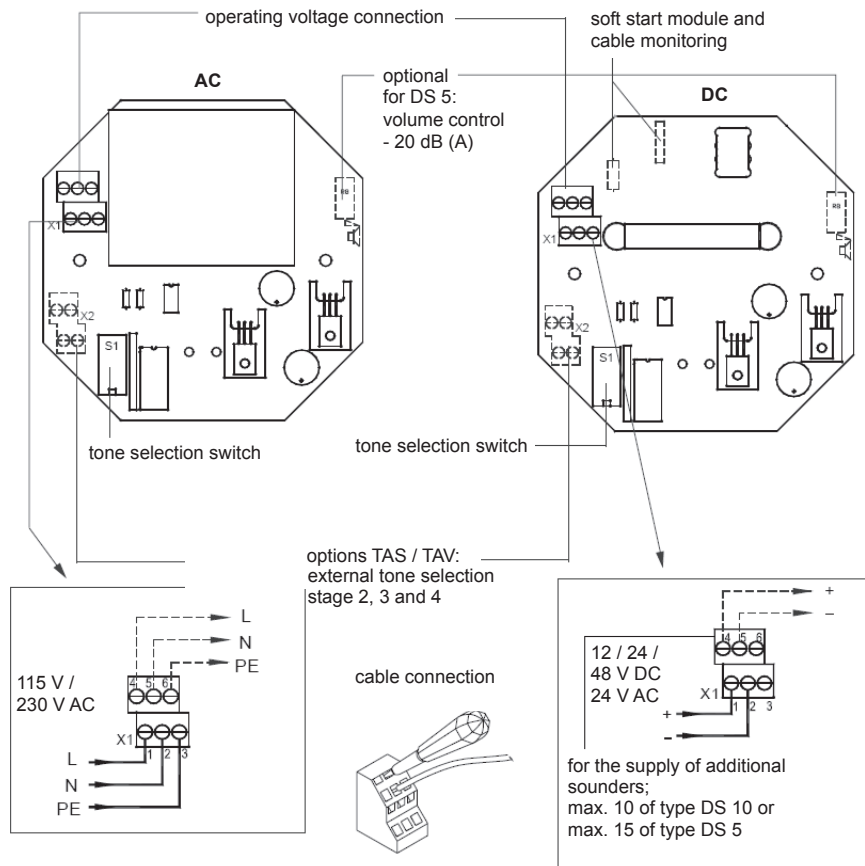 operating voltage connection
soft start module and
cable monitoring
AC
optional
for DS 5:
volume control
- 20 dB (A)
DC
R8
R8
X1
X1
X2
X2
S1
S1
tone selection switch
tone selection switch
options TAS / TAV:
external tone selection
stage 2, 3 and 4
L
N
PE
4 5 6
115 V /
230 V AC
X1
1 2 3
L
N
PE
cable connection
+
–
4 5 6
12 / 24 /
48 V DC
24 V AC
X1
1 2 3
+
–
for the supply of additional
sounders;
max. 10 of type DS 10 or
max. 15 of type DS 5